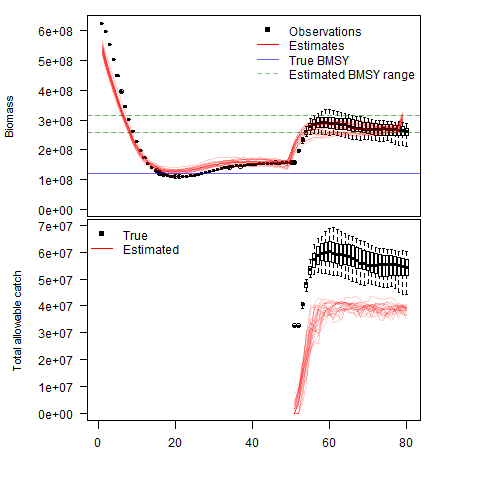 Biomass
6e+08
5e+08
4e+08
3e+08
2e+08
1e+08
0e+00
Observations
Estimates
True BMSY
Estimated BMSY range
Total allowable catch
7e+07
6e+07
5e+07
4e+07
3e+07
2e+07
1e+07
0e+00
True
Estimated
0 20 40 60 80